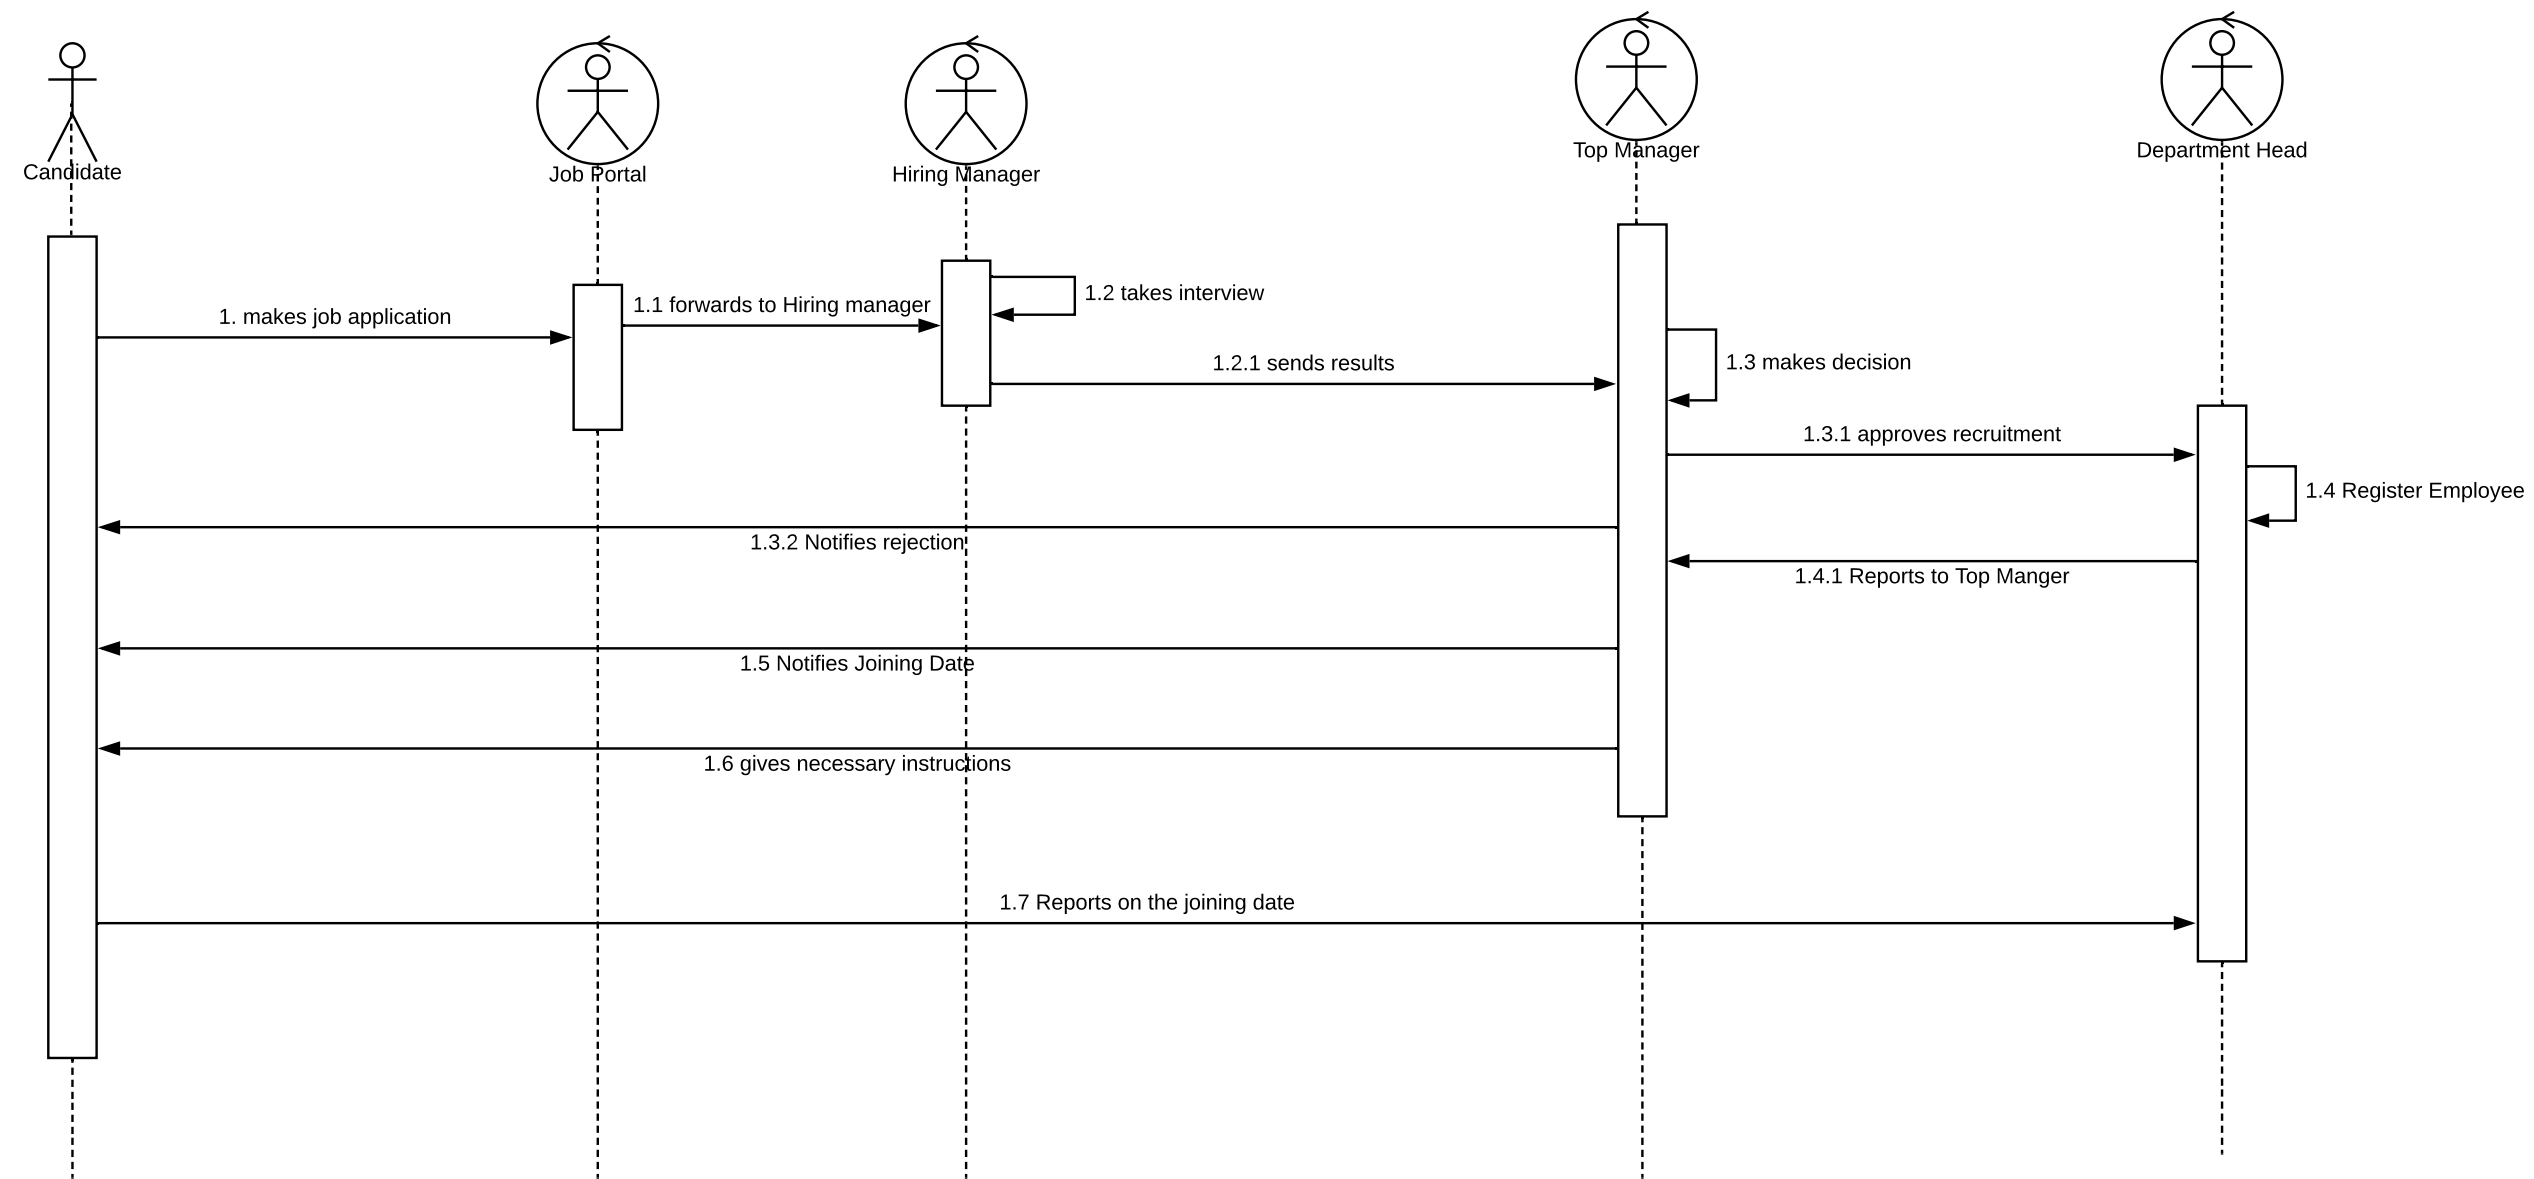 Candidate
Job Portal
Hiring Manager
Top Manager
Department Head
1. makes job application
1.1 forwards to Hiring manager
1.2 takes interview
1.2.1 sends results
1.3 makes decision
1.3.1 approves recruitment
1.4 Register Employee
1.3.2 Notifies rejection
1.4.1 Reports to Top Manger
1.5 Notifies Joining Date
1.6 gives necessary instructions
1.7 Reports on the joining date